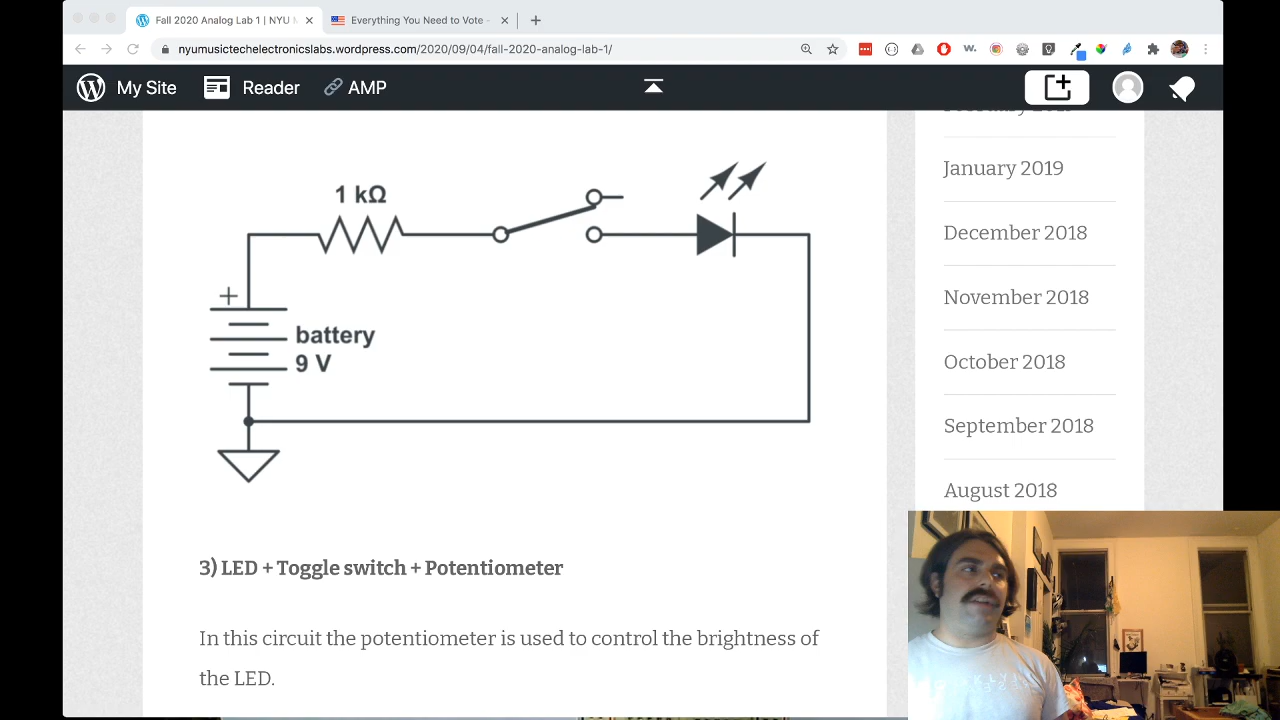 Fall 2020 Analog Lab 1 | NYU M
Everything You Need to Vote -
nyumusictechelectronicslabs.wordpress.com/2020/09/04/fall-2020-analog-lab-1/
My Site
Reader
AMP
1 kΩ
+
battery
9 V
3) LED + Toggle switch + Potentiometer
In this circuit the potentiometer is used to control the brightness of
the LED.
February 2019
January 2019
December 2018
November 2018
October 2018
September 2018
August 2018